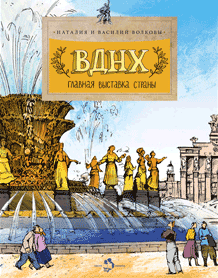 НАТАЛИЯ И ВАСИЛИЙ ВОЛКОВЫ
ВДНХ
ГЛАВНАЯ ВЫСТАВКА СТРАНЫ